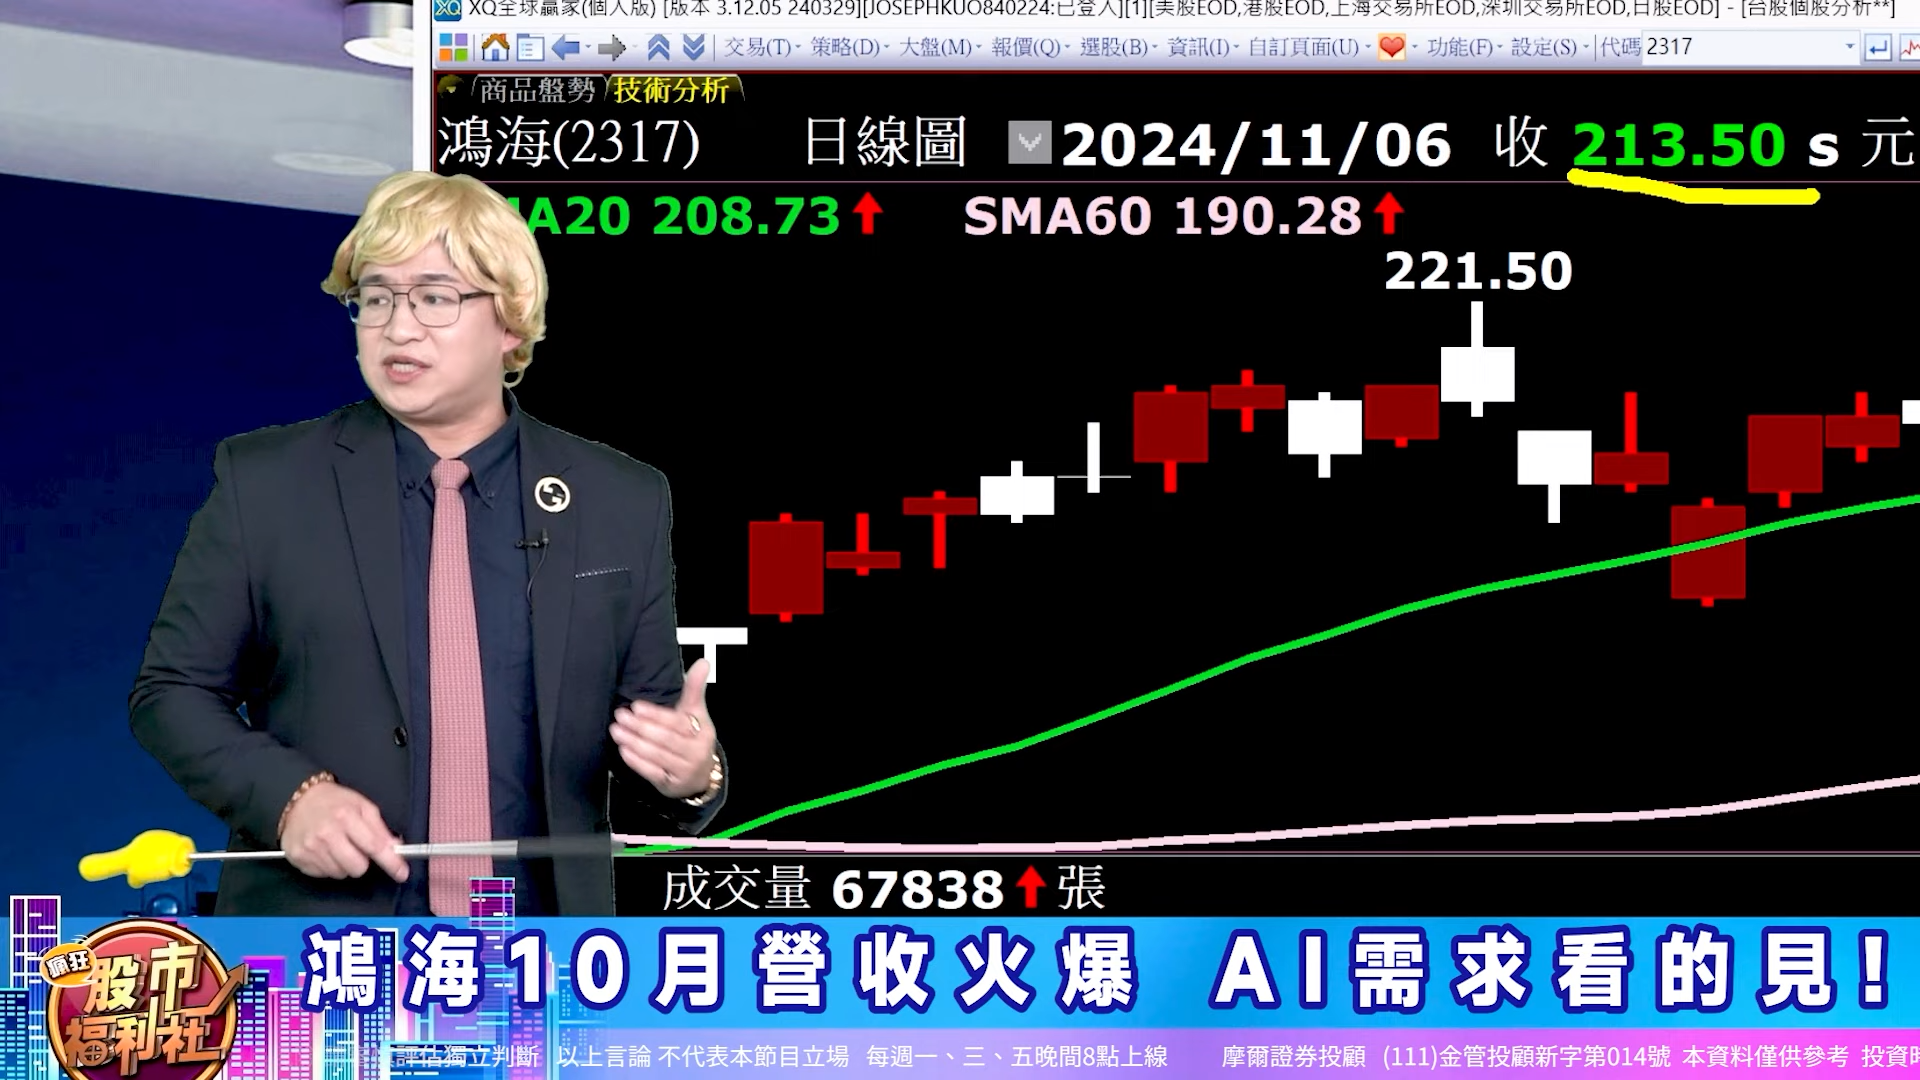 XQ全球贏家(個人版) [版本 3.12.05 240329][JOSEPHKUO840224:已登入][1][美股EOD,港股EOD,上海交易所EOD,深圳交易所EOD,日股EOD] - [台股個股分析**]
交易(T) 策略(D) 大盤(M) 報價(Q) 選股(B) 資訊(I) 自訂頁面(U) 功能(F) 設定(S) 代碼 2317
商品盤勢 技術分析
鴻海(2317) 日線圖 2024/11/06 收 213.50 s 元
A20 208.73 SMA60 190.28
221.50
成交量 67838 張
鴻海10月營收火爆 AI需求看的見!
瘋狂
股市
福利社
評估獨立判斷 以上言論 不代表本節目立場 每週一、三、五晚間8點上線 摩爾證券投顧 (111)金管投顧新字第014號 本資料僅供參考 投資時